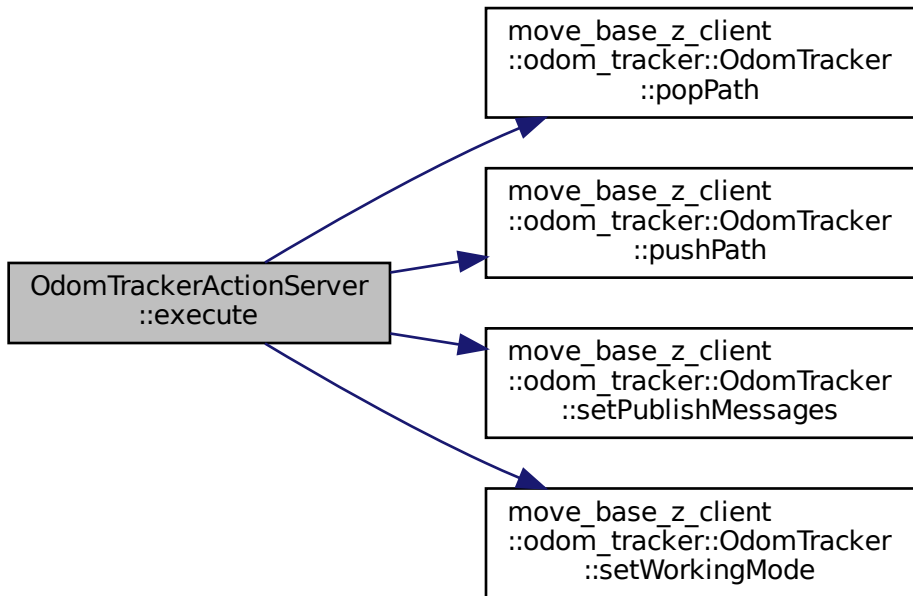 move_base_z_client
::odom_tracker::OdomTracker
::popPath
move_base_z_client
::odom_tracker::OdomTracker
::pushPath
OdomTrackerActionServer
::execute
move_base_z_client
::odom_tracker::OdomTracker
::setPublishMessages
move_base_z_client
::odom_tracker::OdomTracker
::setWorkingMode